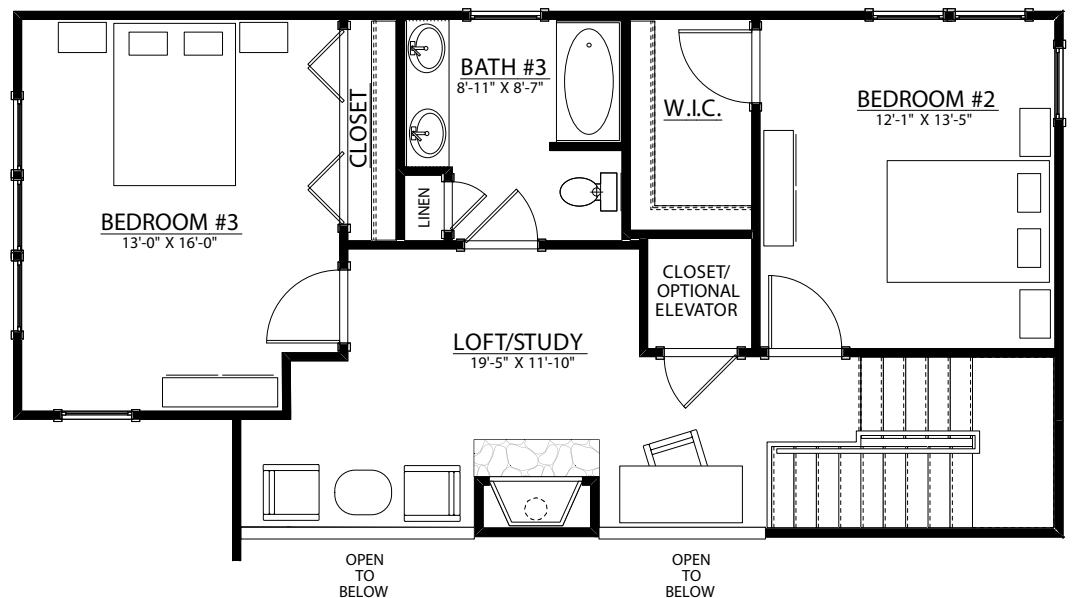 BATH #3
8'-11" X 8'-7"
CLOSET
W.I.C.
BEDROOM #2
12'-1" X 13'-5"
LINEN
BEDROOM #3
13'-0" X 16'-0"
CLOSET/
OPTIONAL
ELEVATOR
LOFT/STUDY
19'-5" X 11'-10"
OPEN
TO
BELOW
OPEN
TO
BELOW